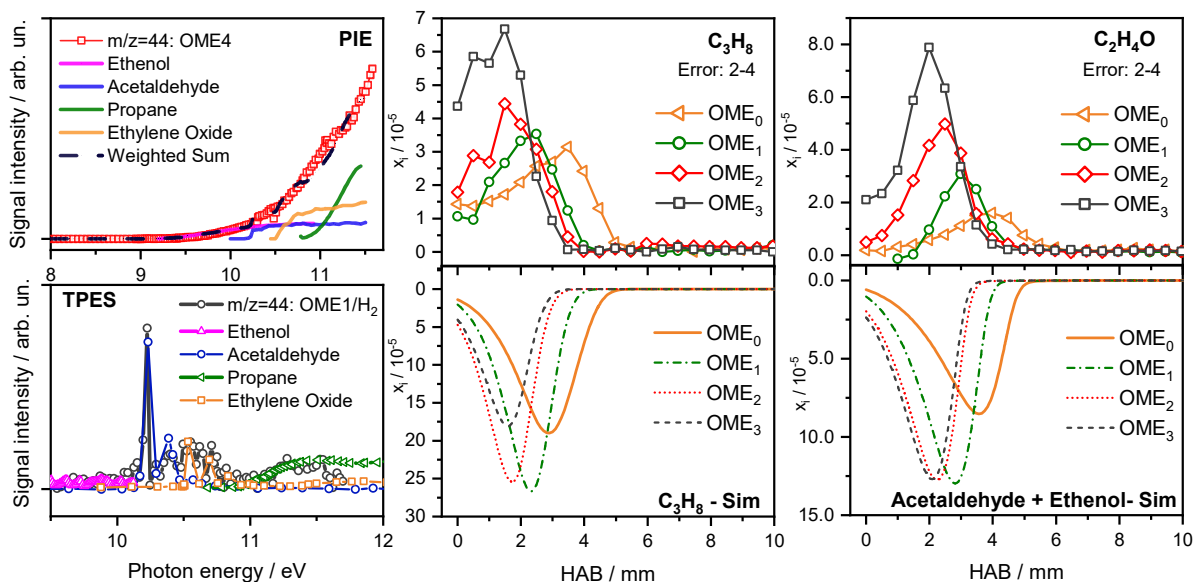 PIE
m/z=44: OME4
Ethenol
Acetaldehyde
Propane
Ethylene Oxide
Weighted Sum
Signal intensity / arb. un.
8 9 10 11
TPES
m/z=44: OME1/H₂
Ethenol
Acetaldehyde
Propane
Ethylene Oxide
Signal intensity / arb. un.
10 11 12
Photon energy / eV
C₃H₈
Error: 2-4
OME₀
OME₁
OME₂
OME₃
xᵢ / 10⁻⁵
7
6
5
4
3
2
1
0
OME₀
OME₁
OME₂
OME₃
C₃H₈ - Sim
xᵢ / 10⁻⁵
0
5
10
15
20
25
0 2 4 6 8 10
HAB / mm
C₂H₄O
Error: 2-4
OME₀
OME₁
OME₂
OME₃
xᵢ / 10⁻⁵
8.0
6.0
4.0
2.0
0.0
OME₀
OME₁
OME₂
OME₃
Acetaldehyde + Ethenol- Sim
xᵢ / 10⁻⁵
0.0
5.0
10.0
15.0
0 2 4 6 8 10
HAB / mm